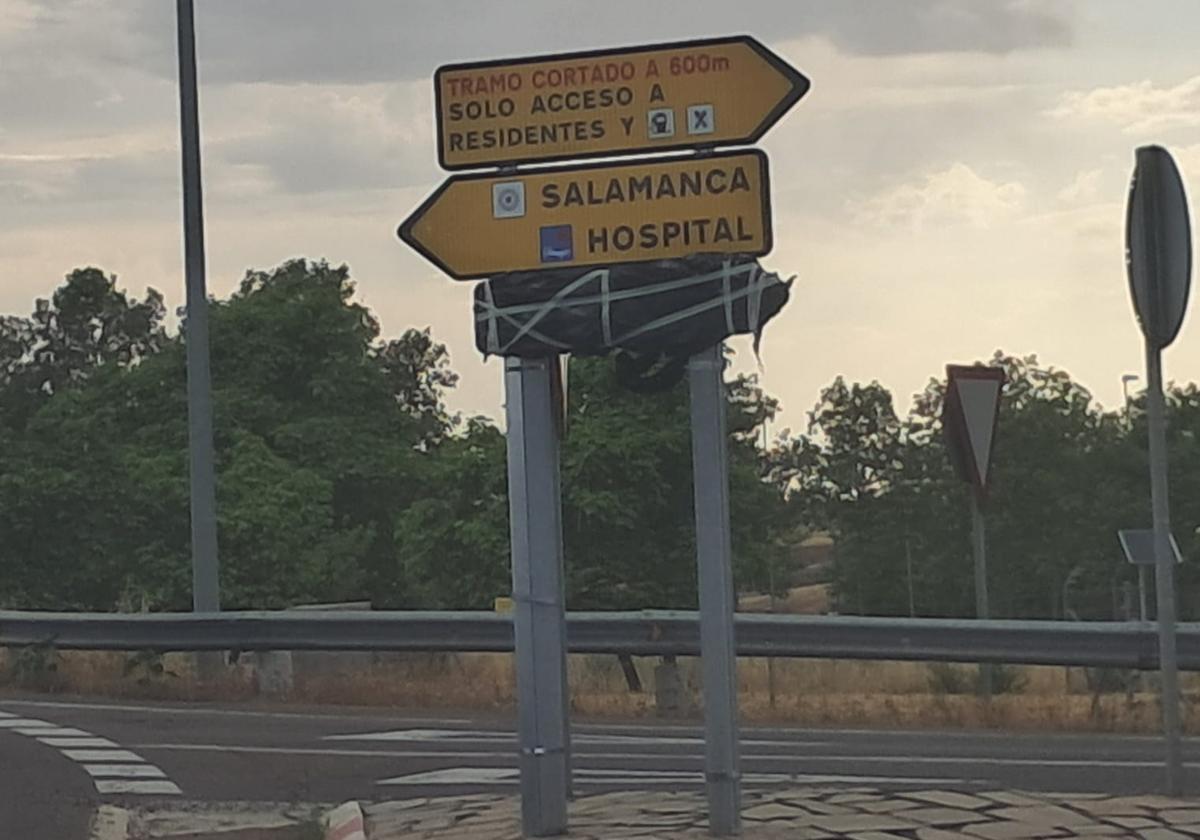 TRAMO CORTADO A 600m
SOLO ACCESO A
RESIDENTES Y
SALAMANCA
HOSPITAL